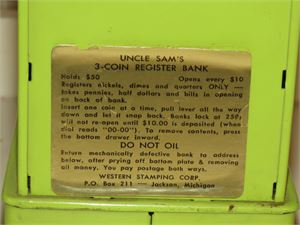 UNCLE SAM'S
3-COIN REGISTER BANK
Holds $50 Opens every $10
Registers nickels, dimes and quarters ONLY —
takes pennies, half dollars and bills in opening
on back of bank.
Insert one coin at a time, pull lever all the way
down and let it snap back. Banks lock at 25¢;
will not re-open until $10.00 is deposited (when
dial reads "00-00"). To remove contents, press
the bottom drawer inward.
DO NOT OIL
Return mechanically defective bank to address
below, after prying off bottom plate & removing
all money. You pay postage both ways.
WESTERN STAMPING CORP.
P.O. Box 211 — Jackson, Michigan